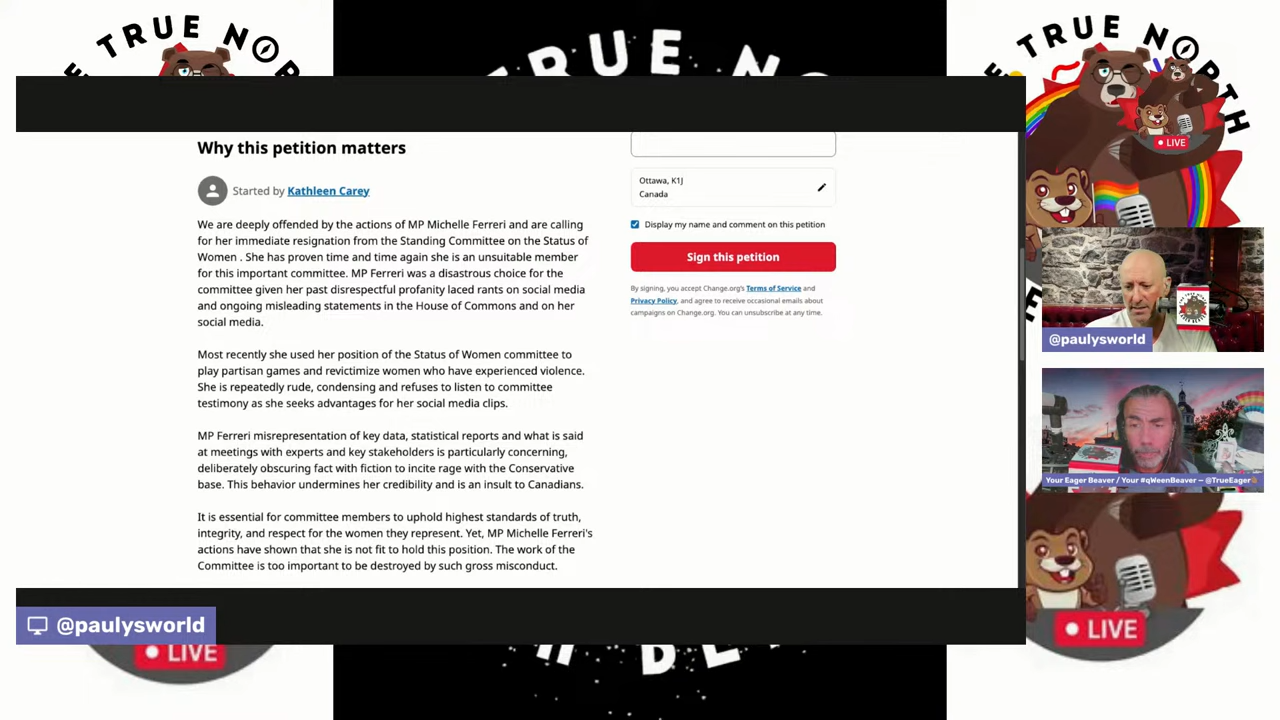 TRUE NO
TRUE NO
TRUE NORTH
LIVE
Why this petition matters
Started by Kathleen Carey
We are deeply offended by the actions of MP Michelle Ferreri and are calling
for her immediate resignation from the Standing Committee on the Status of
Women . She has proven time and time again she is an unsuitable member
for this important committee. MP Ferreri was a disastrous choice for the
committee given her past disrespectful profanity laced rants on social media
and ongoing misleading statements in the House of Commons and on her
social media.
Most recently she used her position of the Status of Women committee to
play partisan games and revictimize women who have experienced violence.
She is repeatedly rude, condensing and refuses to listen to committee
testimony as she seeks advantages for her social media clips.
MP Ferreri misrepresentation of key data, statistical reports and what is said
at meetings with experts and key stakeholders is particularly concerning,
deliberately obscuring fact with fiction to incite rage with the Conservative
base. This behavior undermines her credibility and is an insult to Canadians.
It is essential for committee members to uphold highest standards of truth,
integrity, and respect for the women they represent. Yet, MP Michelle Ferreri's
actions have shown that she is not fit to hold this position. The work of the
Committee is too important to be destroyed by such gross misconduct.
Ottawa, K1J
Canada
Display my name and comment on this petition
Sign this petition
By signing, you accept Change.org's Terms of Service and
Privacy Policy, and agree to receive occasional emails about
campaigns on Change.org. You can unsubscribe at any time.
@paulysworld
Your Eager Beaver / Your #qWeenBeaver — @TrueEager
@paulysworld
LIVE
LIVE